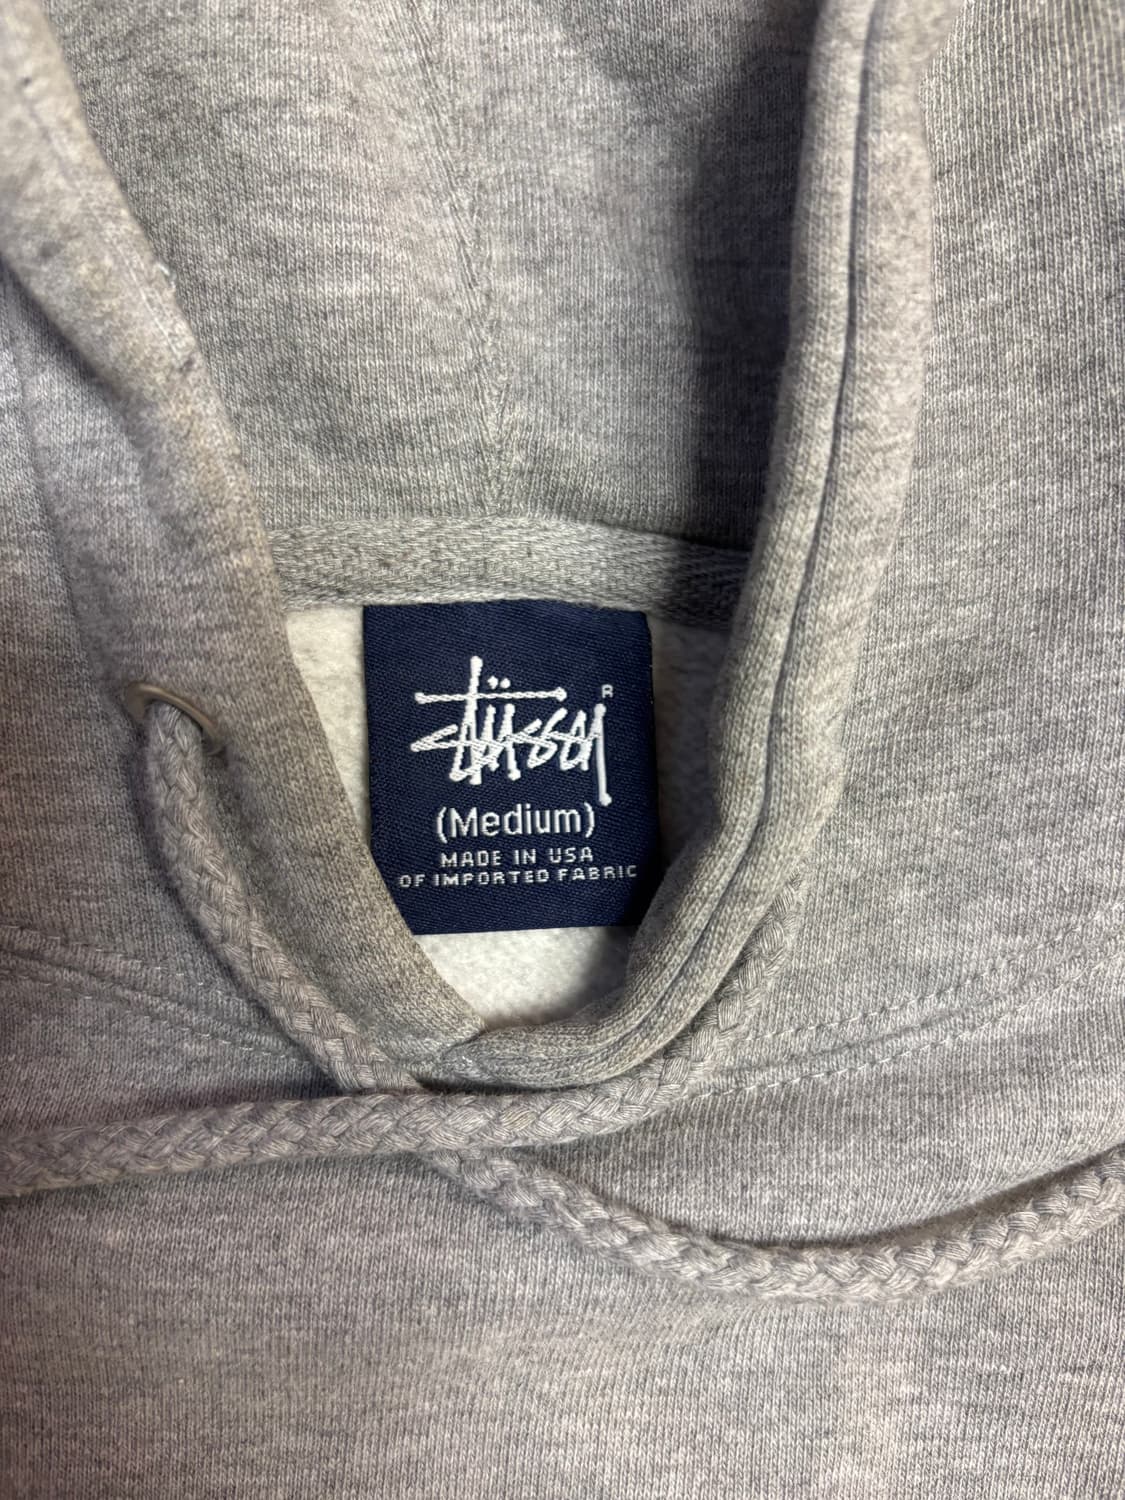 Stüssy ®
(Medium)
MADE IN USA
OF IMPORTED FABRIC